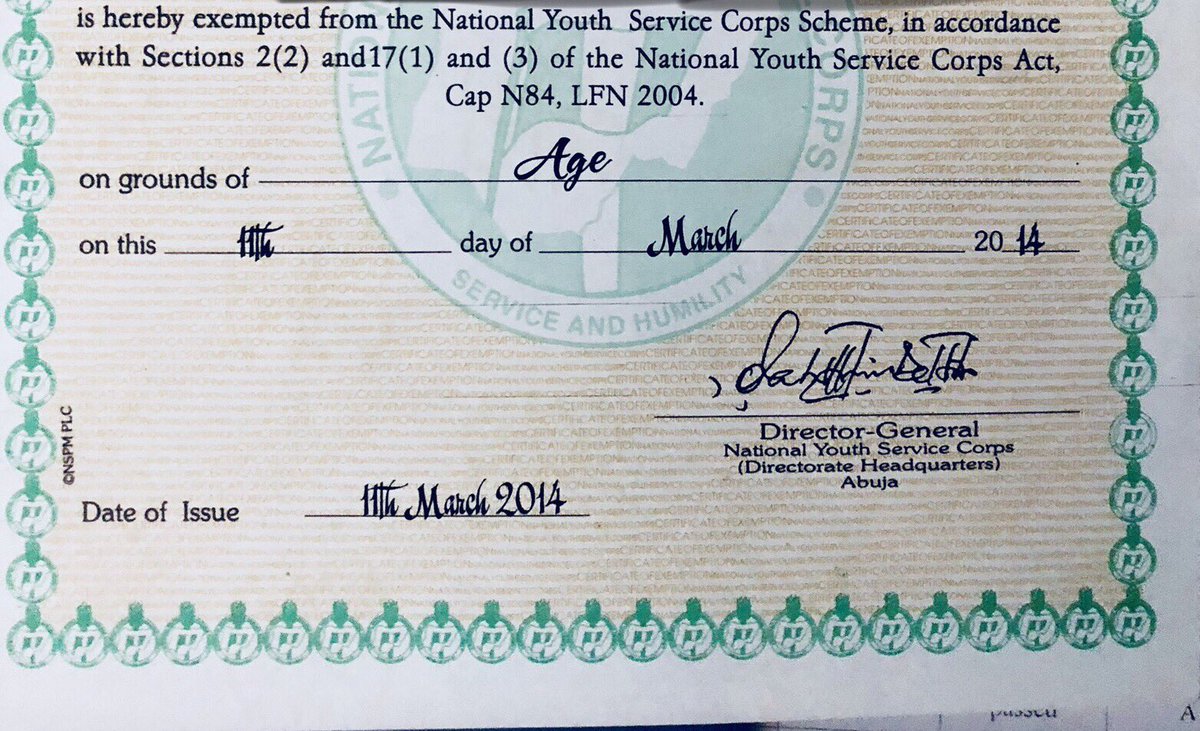 is hereby exempted from the National Youth Service Corps Scheme, in accordance
with Sections 2(2) and17(1) and (3) of the National Youth Service Corps Act,
Cap N84, LFN 2004.
on grounds of Age
on this 11th day of March 2014
CORPS
SERVICE AND HUMILITY
Director-General
National Youth Service Corps
(Directorate Headquarters)
Abuja
©NSPM PLC
Date of Issue 11th March 2014
passed
A